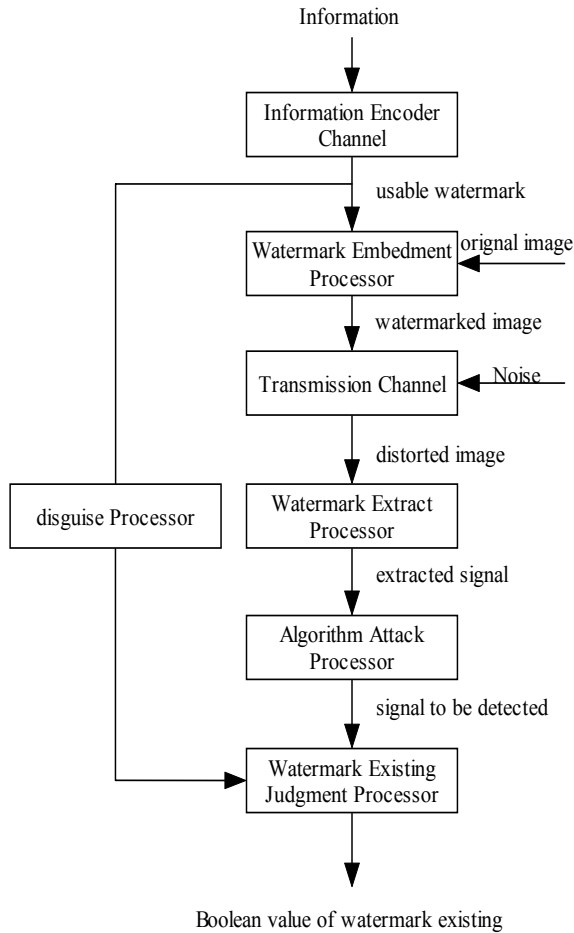 Information
Information Encoder
Channel
usable watermark
Watermark Embedment
Processor
orignal image
watermarked image
Transmission Channel
Noise
distorted image
disguise Processor
Watermark Extract
Processor
extracted signal
Algorithm Attack
Processor
signal to be detected
Watermark Existing
Judgment Processor
Boolean value of watermark existing